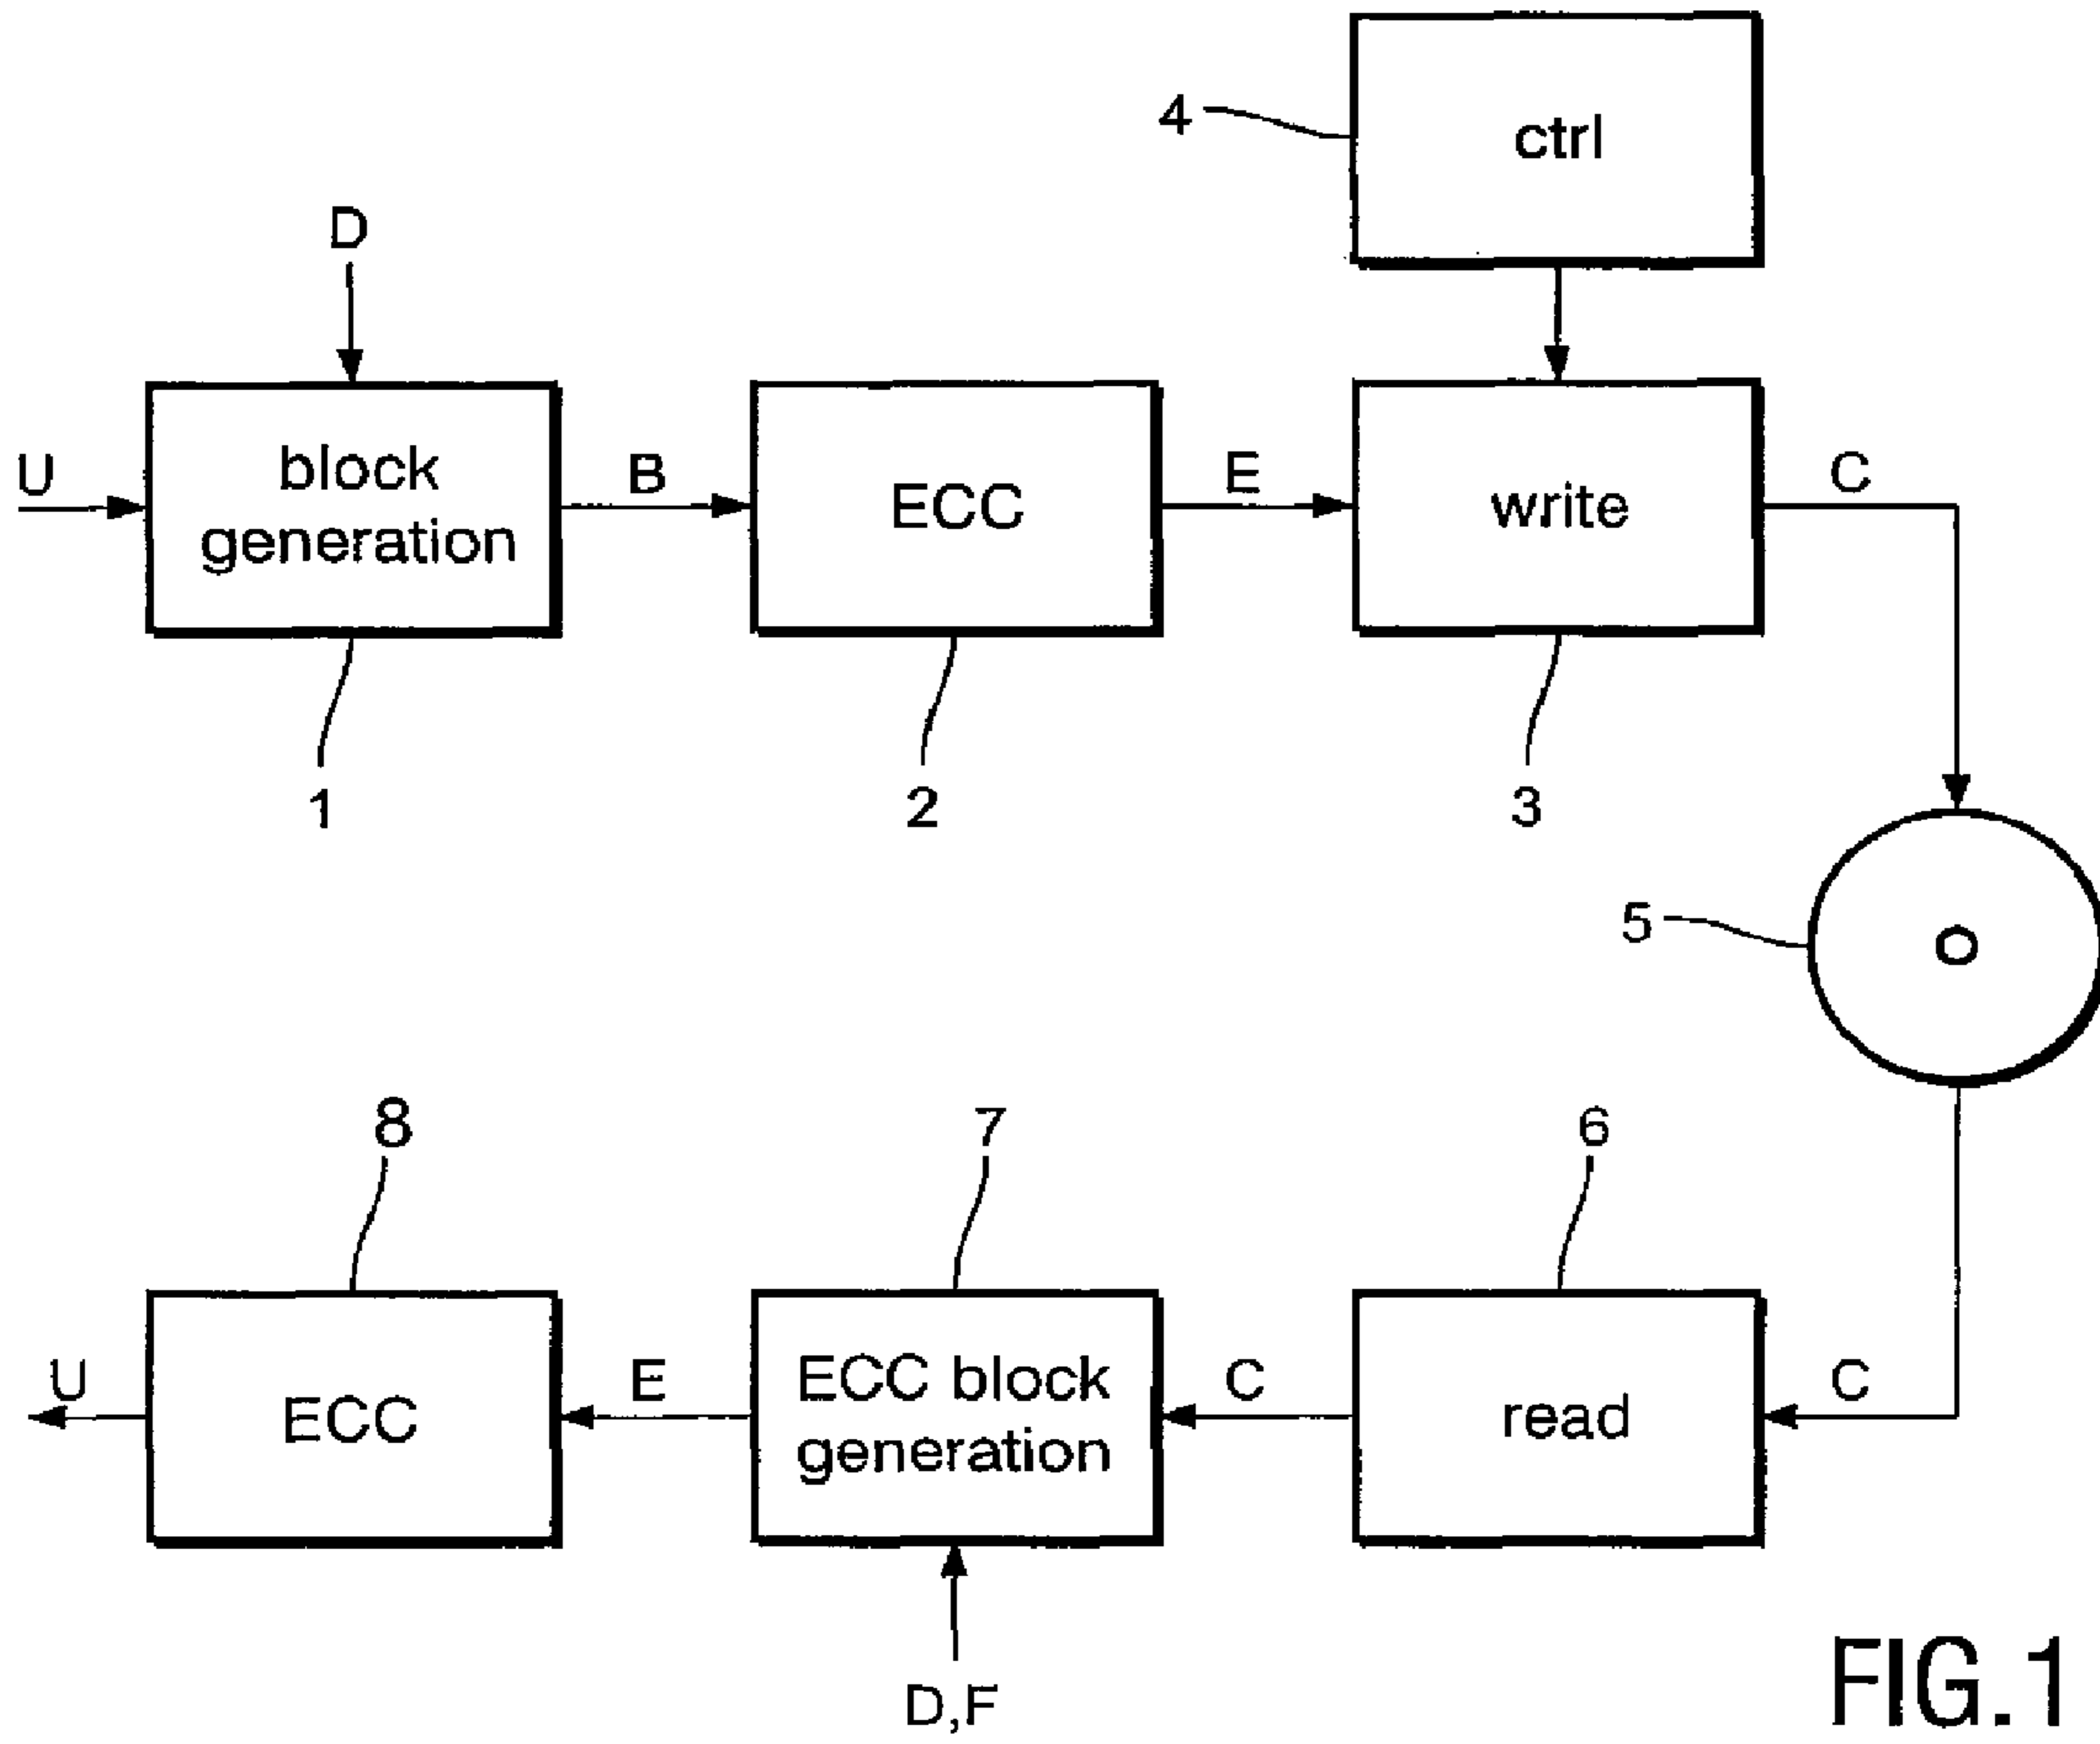 4
ctrl
D
U
block
generation
B
ECC
E
write
C
1
2
3
5
8
7
6
U
ECC
E
ECC block
generation
C
read
C
D,F
FIG.1